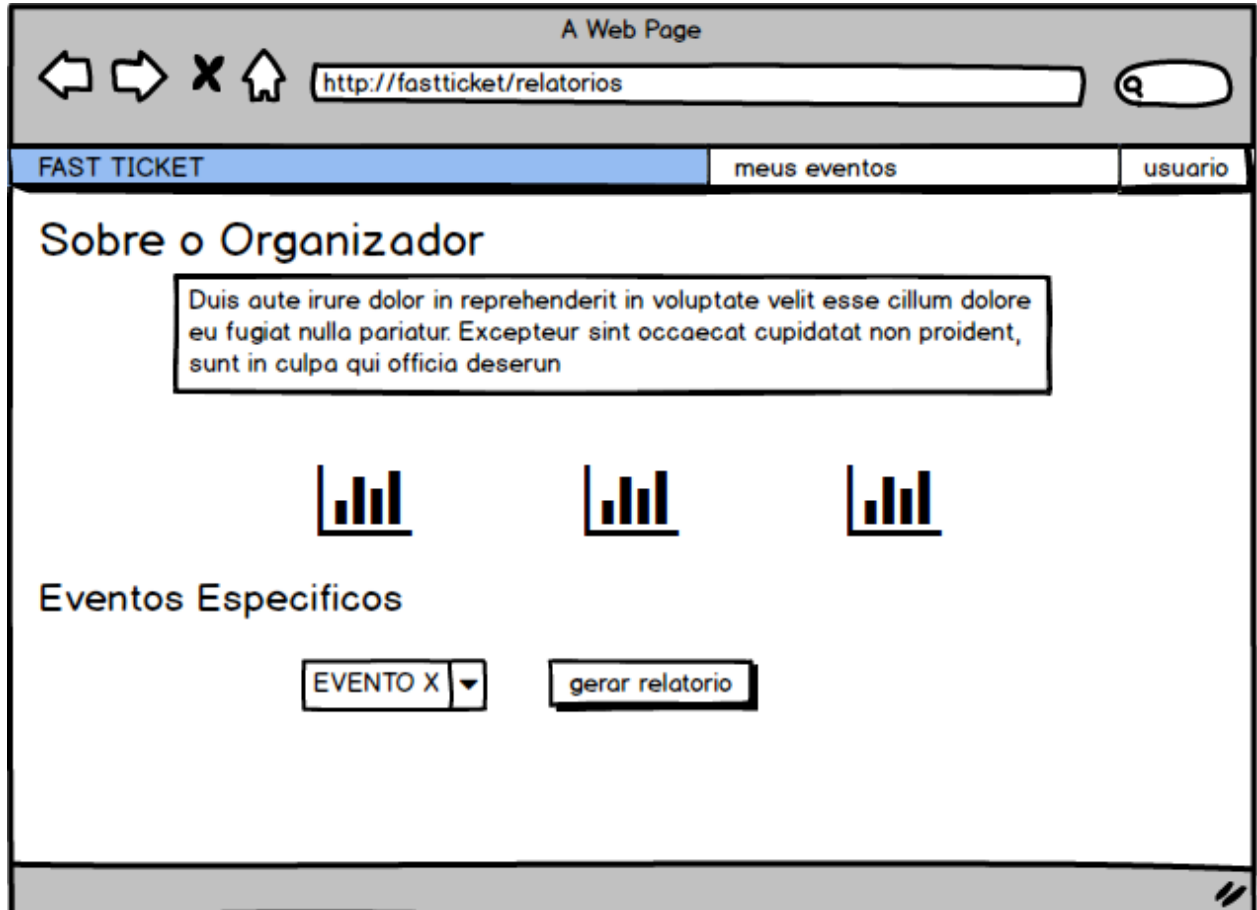 A Web Page
http://fastticket/relatorios
FAST TICKET meus eventos usuario
Sobre o Organizador
Duis aute irure dolor in reprehenderit in voluptate velit esse cillum dolore
eu fugiat nulla pariatur. Excepteur sint occaecat cupidatat non proident,
sunt in culpa qui officia deserun
Eventos Especificos
EVENTO X gerar relatorio